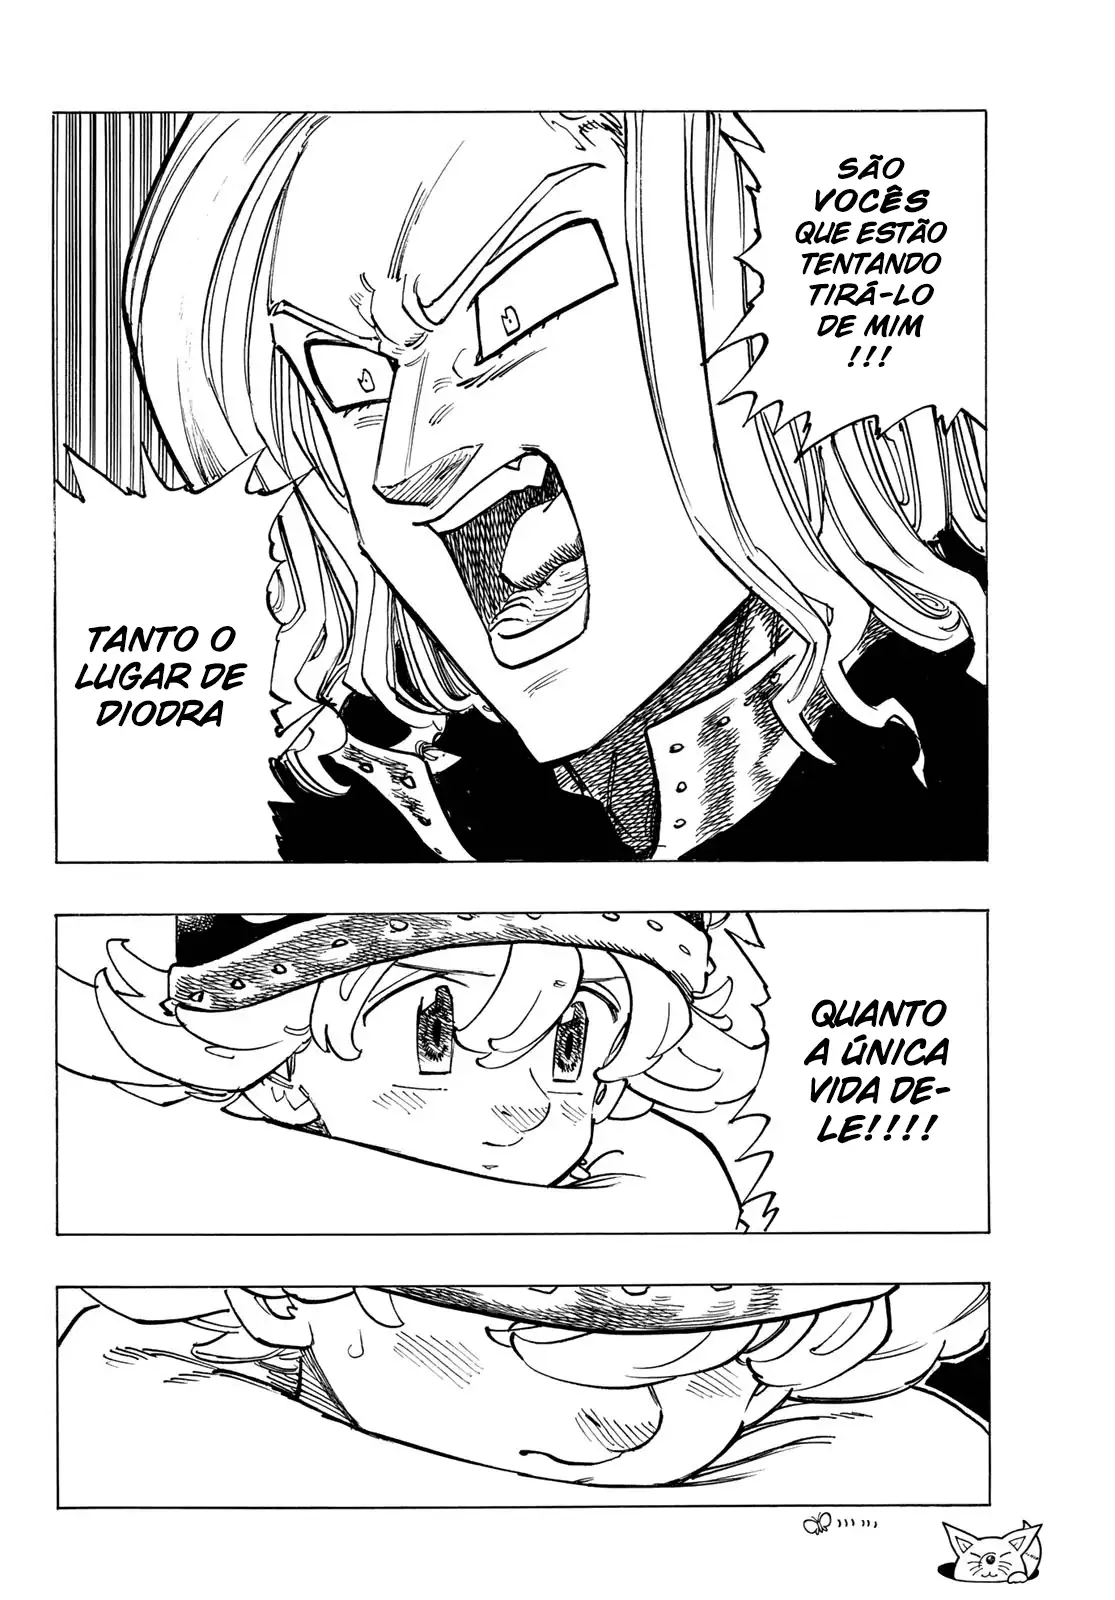 SÃO
VOCÊS
QUE ESTÃO
TENTANDO
TIRÁ-LO
DE MIM
!!!
TANTO O
LUGAR DE
DIODRA
QUANTO
A ÚNICA
VIDA DE-
LE!!!!